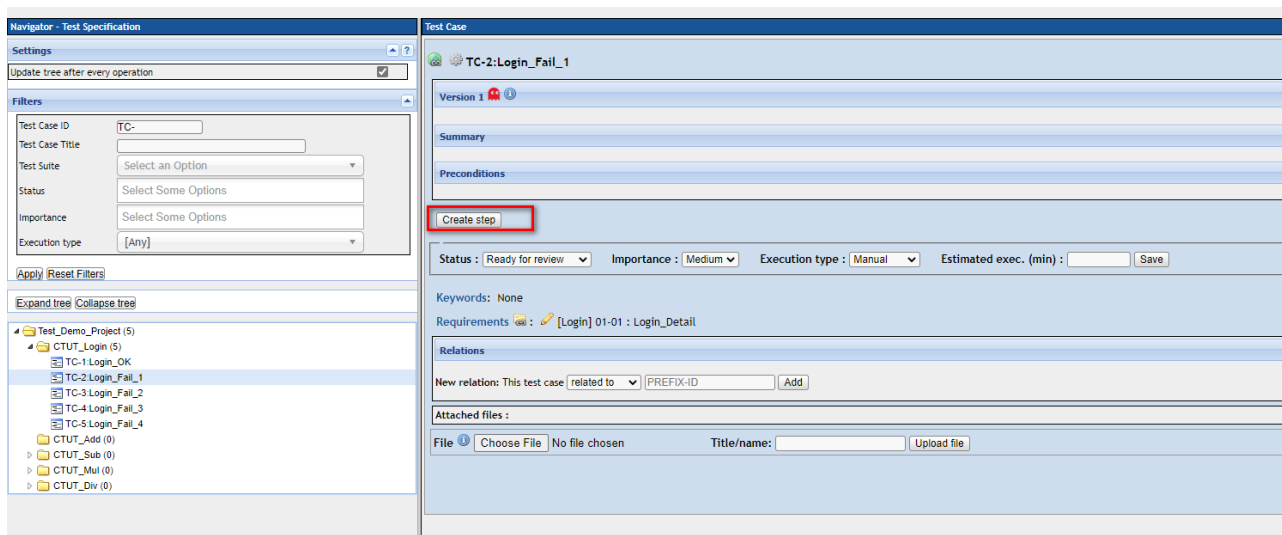 Navigator - Test Specification
Settings
?
Update tree after every operation
Filters
Test Case ID TC-
Test Case Title
Test Suite Select an Option
Status Select Some Options
Importance Select Some Options
Execution type [Any]
Apply Reset Filters
Expand tree Collapse tree
Test_Demo_Project (5)
CTUT_Login (5)
TC-1:Login_OK
TC-2:Login_Fail_1
TC-3:Login_Fail_2
TC-4:Login_Fail_3
TC-5:Login_Fail_4
CTUT_Add (0)
CTUT_Sub (0)
CTUT_Mul (0)
CTUT_Div (0)
Test Case
TC-2:Login_Fail_1
Version 1
Summary
Preconditions
Create step
Status : Ready for review Importance : Medium Execution type : Manual Estimated exec. (min) : Save
Keywords: None
Requirements : [Login] 01-01 : Login_Detail
Relations
New relation: This test case related to PREFIX-ID Add
Attached files :
File Choose File No file chosen Title/name: Upload file